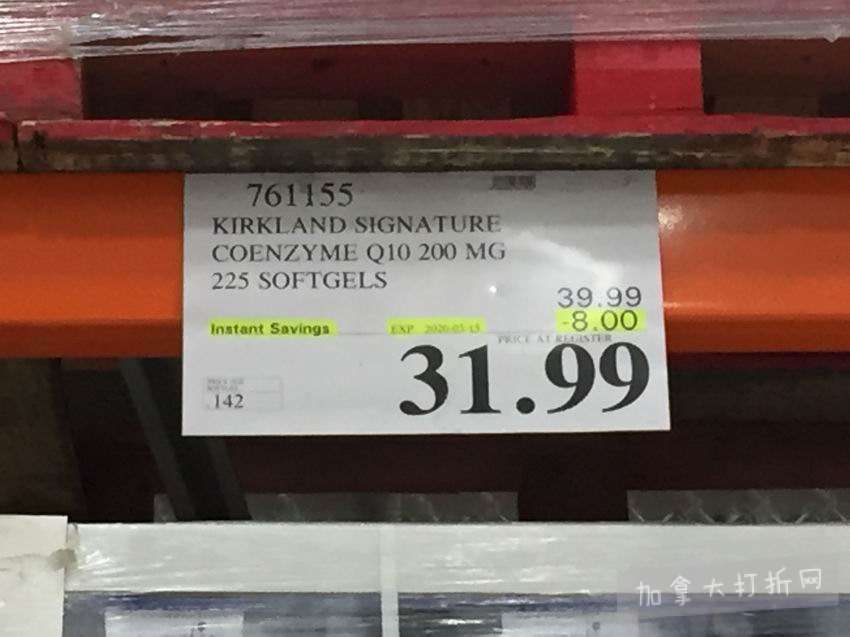 761155
KIRKLAND SIGNATURE
COENZYME Q10 200 MG
225 SOFTGELS
39.99
Instant Savings EXP 2020-03-15 -8.00
PRICE AT REGISTER
31.99
.142
加拿大打折网